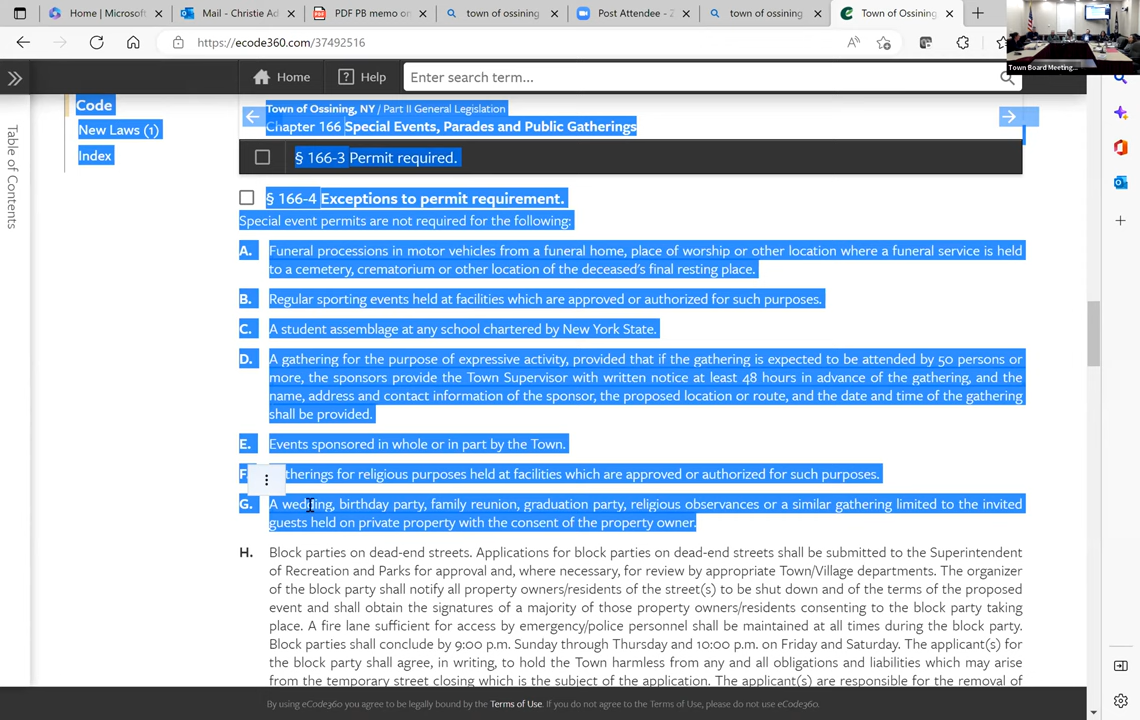 Home | Microsof
Mail - Christie Ad
PDF PB memo on
town of ossining
Post Attendee - Z
town of ossining
Town of Ossining,
https://ecode360.com/37492516
Town Board Meeting...
Home
Help
Enter search term...
Table of Contents
Code
New Laws (1)
Index
Town of Ossining, NY / Part II General Legislation
Chapter 166 Special Events, Parades and Public Gatherings
§ 166-3 Permit required.
§ 166-4 Exceptions to permit requirement.
Special event permits are not required for the following:
A. Funeral processions in motor vehicles from a funeral home, place of worship or other location where a funeral service is held
to a cemetery, crematorium or other location of the deceased's final resting place.
B. Regular sporting events held at facilities which are approved or authorized for such purposes.
C. A student assemblage at any school chartered by New York State.
D. A gathering for the purpose of expressive activity, provided that if the gathering is expected to be attended by 50 persons or
more, the sponsors provide the Town Supervisor with written notice at least 48 hours in advance of the gathering, and the
name, address and contact information of the sponsor, the proposed location or route, and the date and time of the gathering
shall be provided.
E. Events sponsored in whole or in part by the Town.
F. therings for religious purposes held at facilities which are approved or authorized for such purposes.
G. A wedding, birthday party, family reunion, graduation party, religious observances or a similar gathering limited to the invited
guests held on private property with the consent of the property owner.
H. Block parties on dead-end streets. Applications for block parties on dead-end streets shall be submitted to the Superintendent
of Recreation and Parks for approval and, where necessary, for review by appropriate Town/Village departments. The organizer
of the block party shall notify all property owners/residents of the street(s) to be shut down and of the terms of the proposed
event and shall obtain the signatures of a majority of those property owners/residents consenting to the block party taking
place. A fire lane sufficient for access by emergency/police personnel shall be maintained at all times during the block party.
Block parties shall conclude by 9:00 p.m. Sunday through Thursday and 10:00 p.m. on Friday and Saturday. The applicant(s) for
the block party shall agree, in writing, to hold the Town harmless from any and all obligations and liabilities which may arise
from the temporary street closing which is the subject of the application. The applicant(s) are responsible for the removal of
By using eCode360 you agree to be legally bound by the Terms of Use. If you do not agree to the Terms of Use, please do not use eCode360.